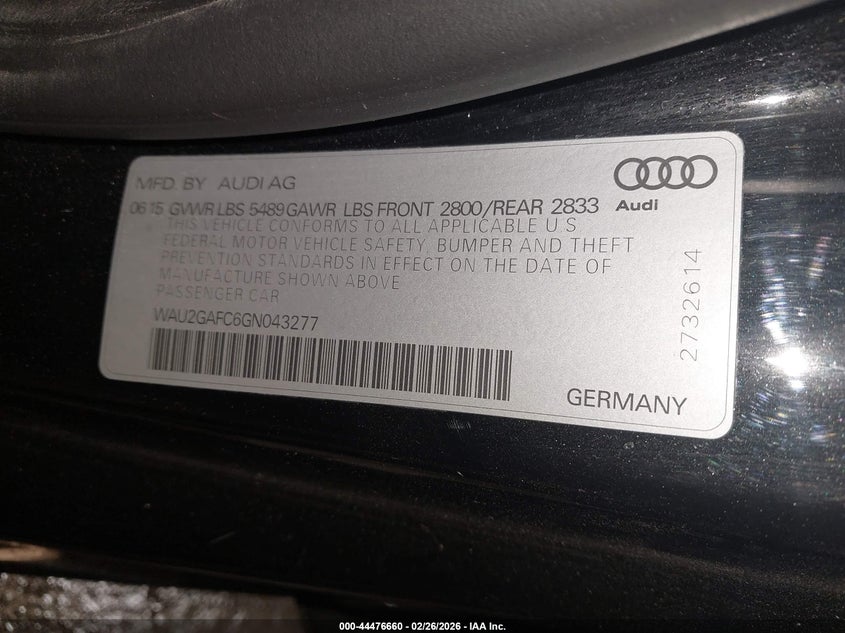 MFD. BY AUDI AG
Audi
06 15 GVWR LBS 5489 GAWR LBS FRONT 2800/REAR 2833
THIS VEHICLE CONFORMS TO ALL APPLICABLE U S
FEDERAL MOTOR VEHICLE SAFETY, BUMPER AND THEFT
PREVENTION STANDARDS IN EFFECT ON THE DATE OF
MANUFACTURE SHOWN ABOVE
PASSENGER CAR
WAU2GAFC6GN043277
2732614
GERMANY
000-44476660 - 02/26/2026 - IAA Inc.